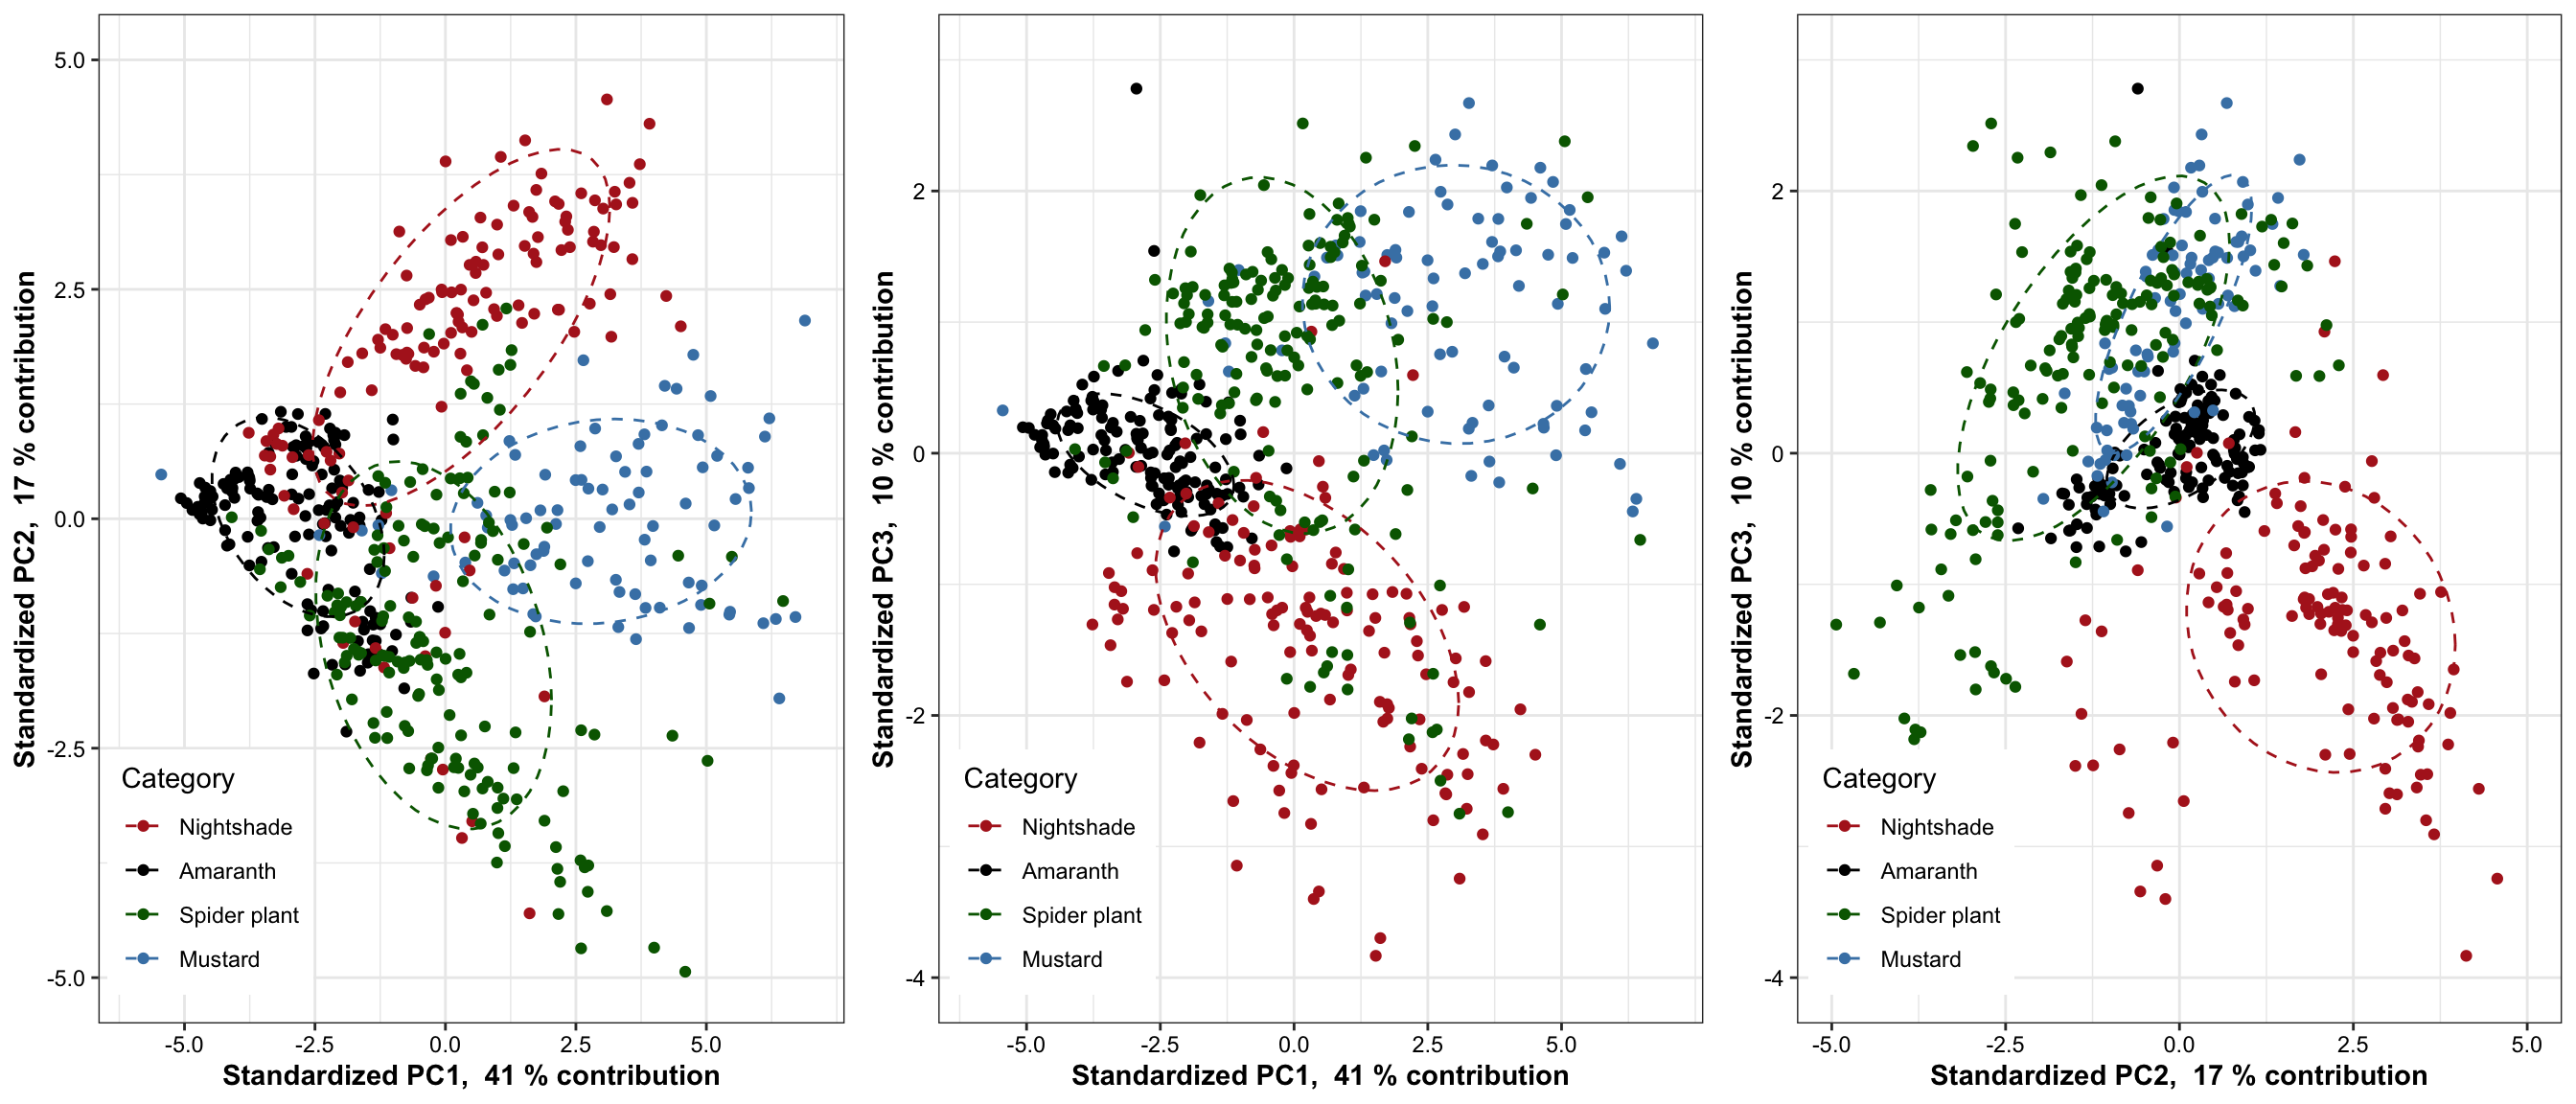 5.0
2.5
0.0
-2.5
-5.0
Standardized PC2,  17 % contribution
Category
Nightshade
Amaranth
Spider plant
Mustard
-5.0 -2.5 0.0 2.5 5.0
Standardized PC1,  41 % contribution
2
0
-2
-4
Standardized PC3,  10 % contribution
Category
Nightshade
Amaranth
Spider plant
Mustard
-5.0 -2.5 0.0 2.5 5.0
Standardized PC1,  41 % contribution
2
0
-2
-4
Standardized PC3,  10 % contribution
Category
Nightshade
Amaranth
Spider plant
Mustard
-5.0 -2.5 0.0 2.5 5.0
Standardized PC2,  17 % contribution